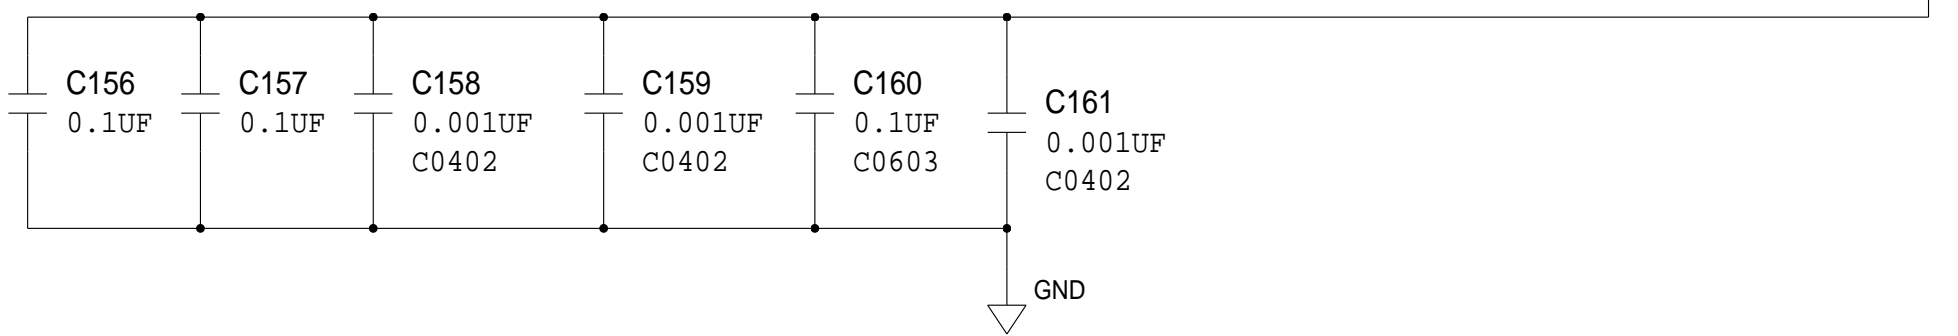 C156
0.1UF
C157
0.1UF
C158
0.001UF
C0402
C159
0.001UF
C0402
C160
0.1UF
C0603
C161
0.001UF
C0402
GND